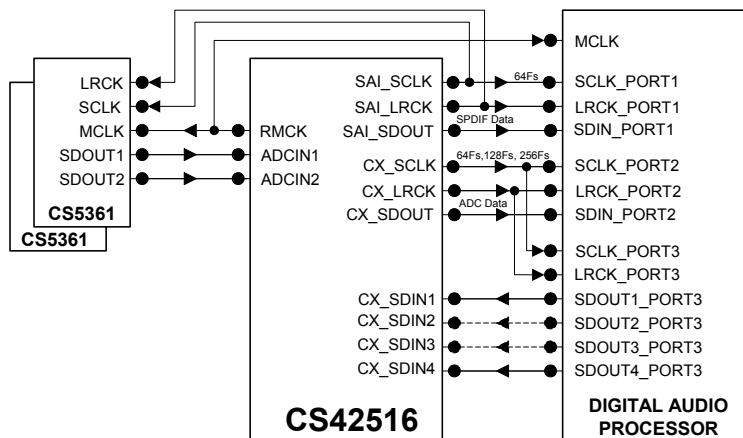 LRCK
SCLK
MCLK
SDOUT1
SDOUT2
CS5361
CS5361
RMCK
ADCIN1
ADCIN2
SAI_SCLK
SAI_LRCK
SAI_SDOUT
CX_SCLK
CX_LRCK
CX_SDOUT
CX_SDIN1
CX_SDIN2
CX_SDIN3
CX_SDIN4
CS42516
64Fs
SPDIF Data
64Fs,128Fs, 256Fs
ADC Data
MCLK
SCLK_PORT1
LRCK_PORT1
SDIN_PORT1
SCLK_PORT2
LRCK_PORT2
SDIN_PORT2
SCLK_PORT3
LRCK_PORT3
SDOUT1_PORT3
SDOUT2_PORT3
SDOUT3_PORT3
SDOUT4_PORT3
DIGITAL AUDIO
PROCESSOR